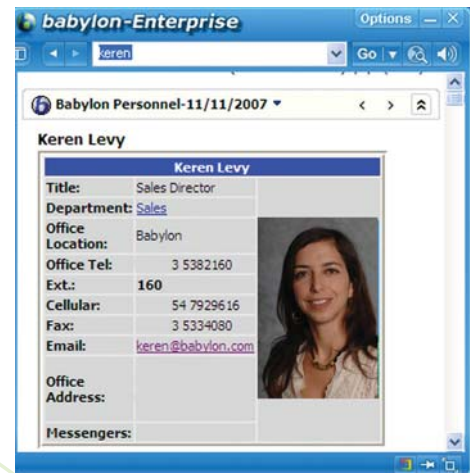 babylon-Enterprise
Options
keren
Go
Babylon Personnel-11/11/2007
Keren Levy
Keren Levy
Title: Sales Director
Department: Sales
Office Location: Babylon
Office Tel: 3 5382160
Ext.: 160
Cellular: 54 7929616
Fax: 3 5334080
Email: keren@babylon.com
Office Address:
Messengers: